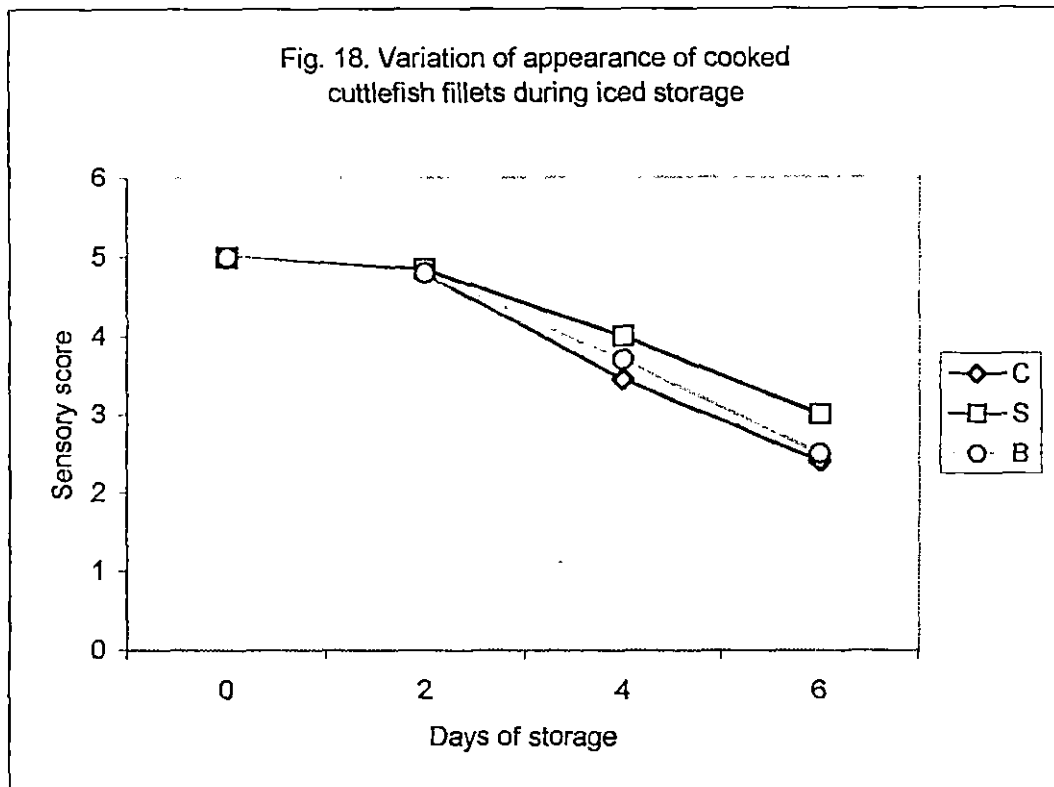 Fig. 18. Variation of appearance of cooked
cuttlefish fillets during iced storage
6
5
4
3
2
1
0
Sensory score
0 2 4 6
Days of storage
C
S
B